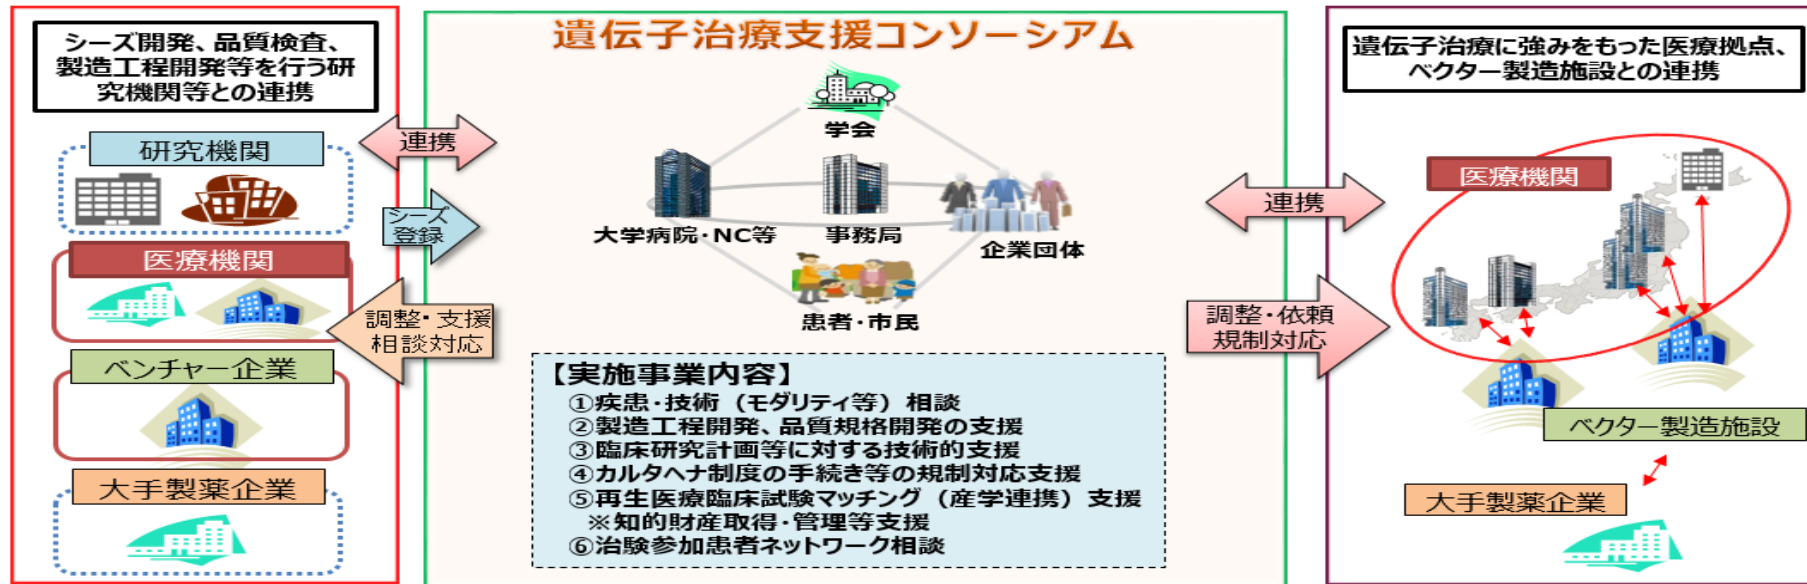 シーズ開発、品質検査、
製造工程開発等を行う研
究機関等との連携
研究機関
医療機関
ベンチャー企業
大手製薬企業
連携
シーズ
登録
調整・支援
相談対応
遺伝子治療支援コンソーシアム
学会
大学病院・NC等
事務局
企業団体
患者・市民
【実施事業内容】
①疾患・技術（モダリティ等）相談
②製造工程開発、品質規格開発の支援
③臨床研究計画等に対する技術的支援
④カルタヘナ制度の手続き等の規制対応支援
⑤再生医療臨床試験マッチング（産学連携）支援
※知的財産取得・管理等支援
⑥治験参加患者ネットワーク相談
連携
調整・依頼
規制対応
遺伝子治療に強みをもった医療拠点、
ベクター製造施設との連携
医療機関
ベクター製造施設
大手製薬企業